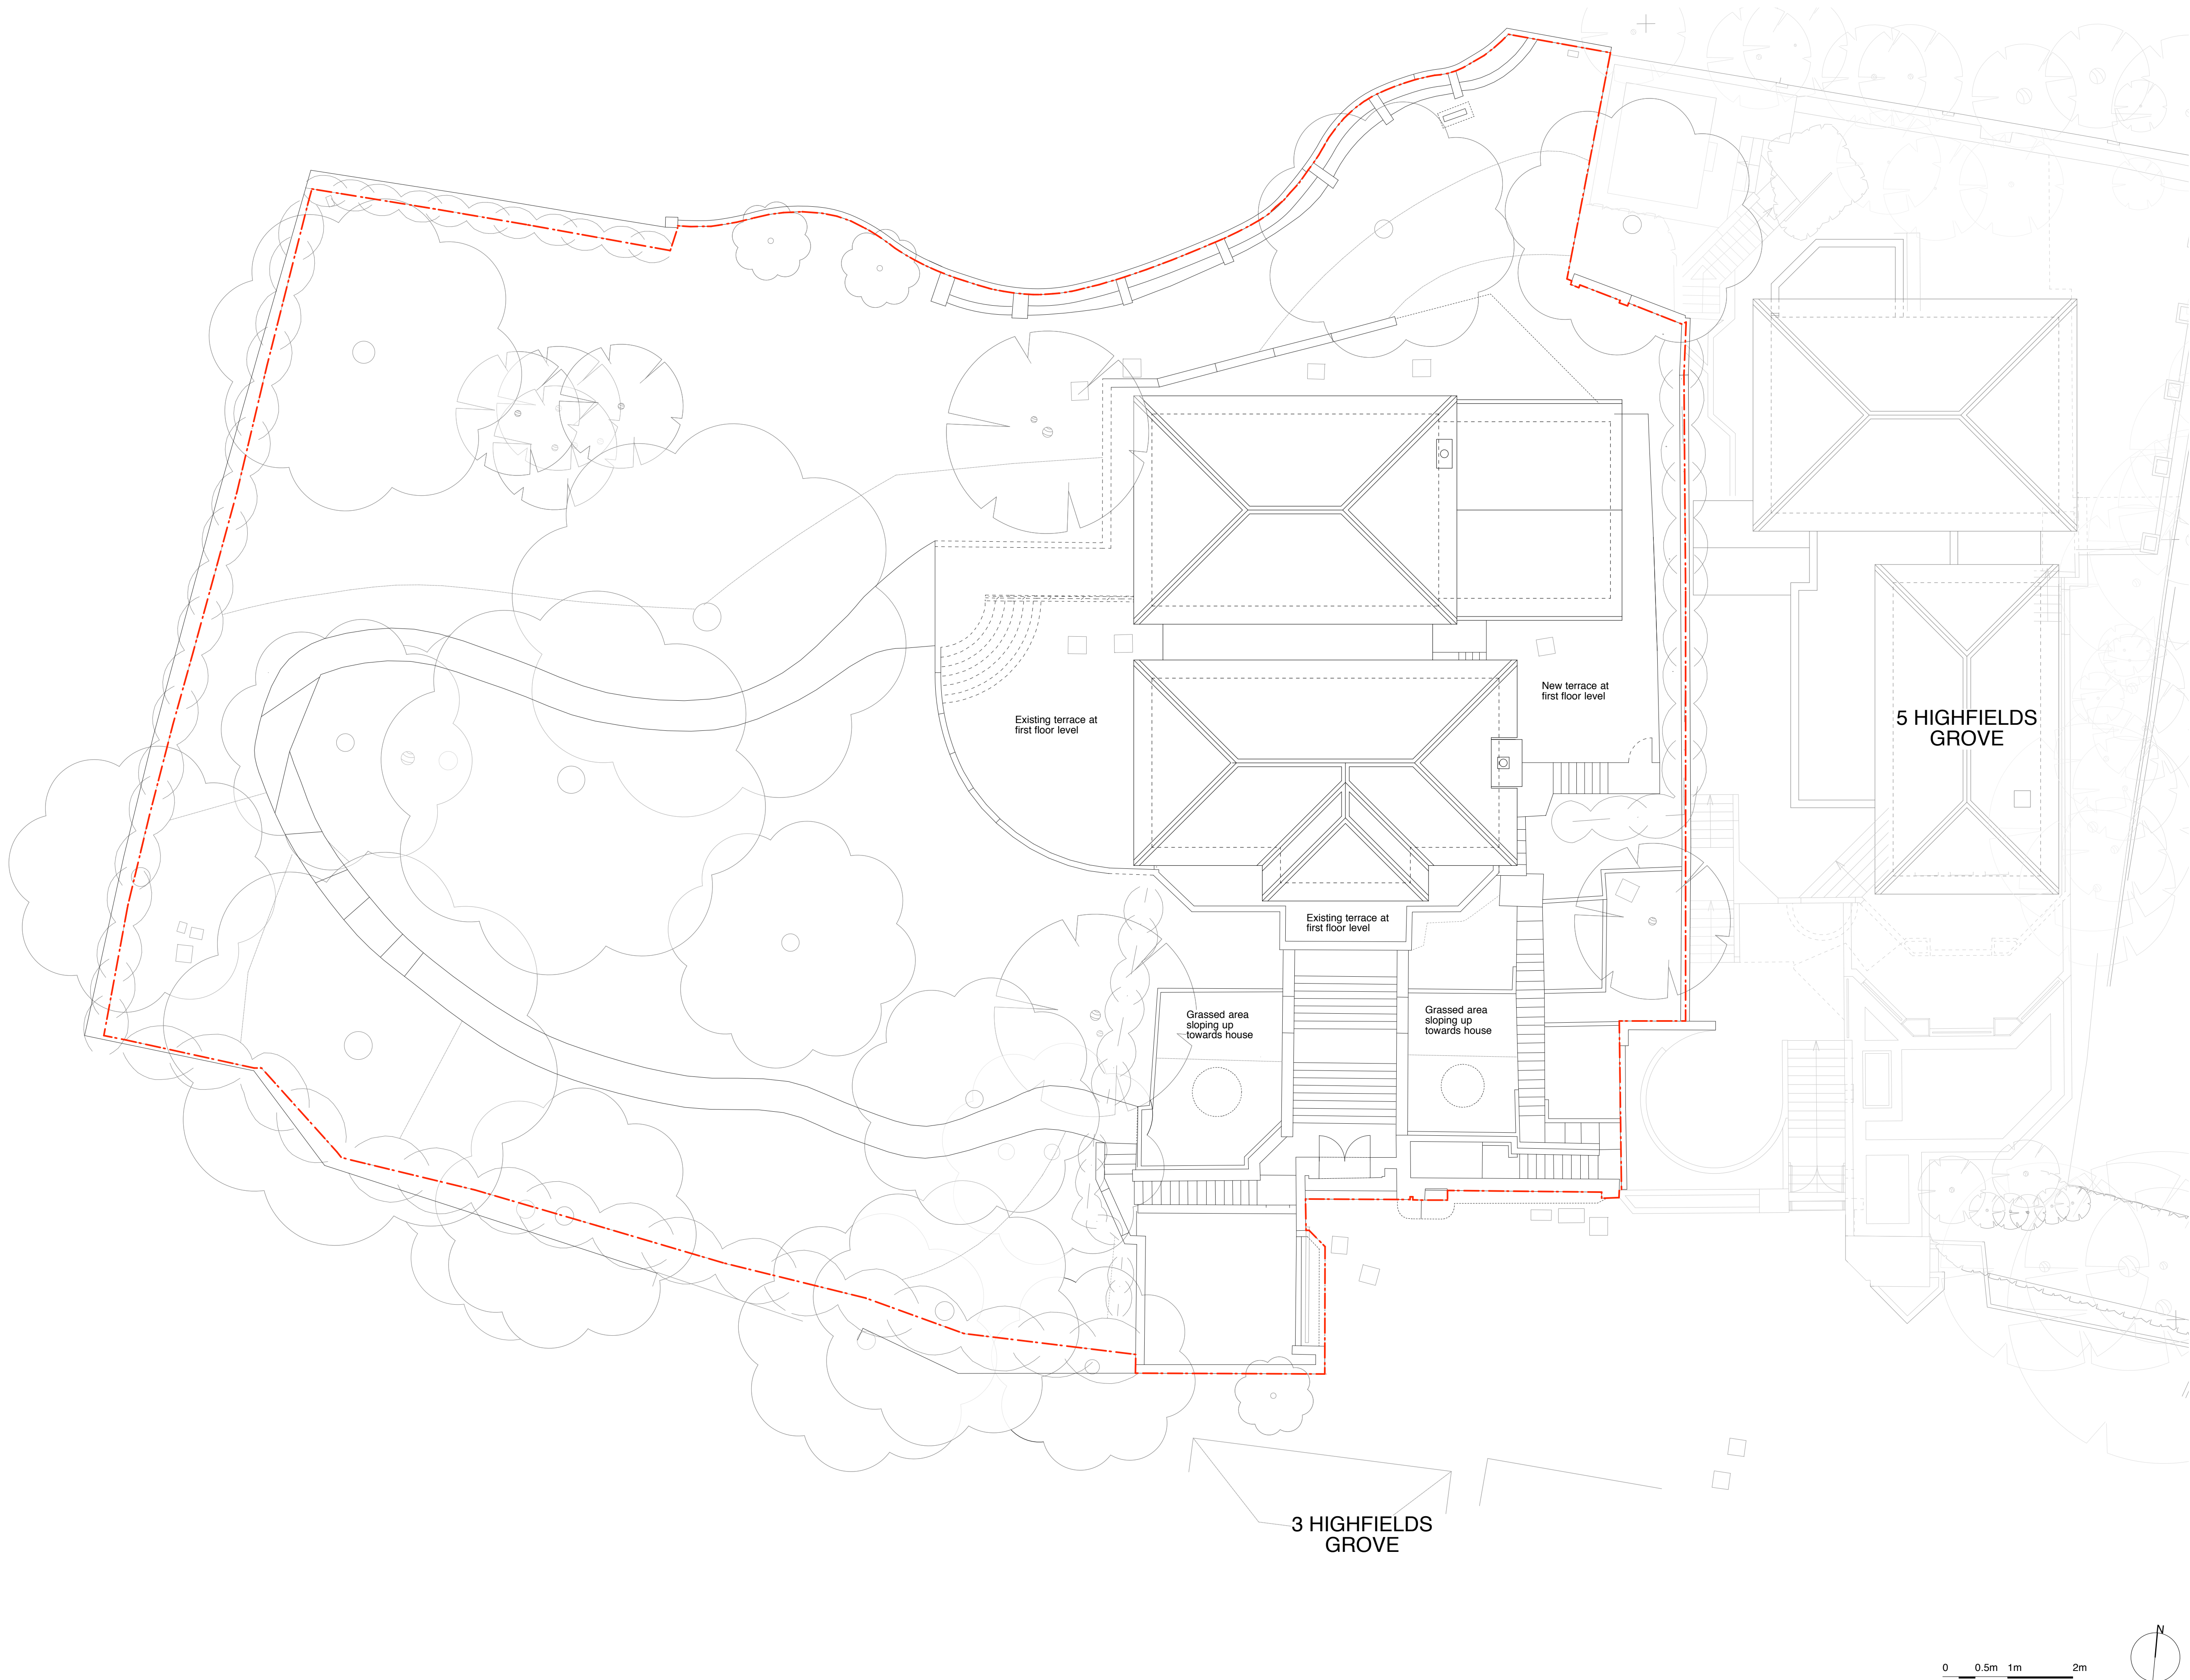 New terrace at
first floor level
5 HIGHFIELDS
GROVE
Existing terrace at
first floor level
Existing terrace at
first floor level
Grassed area
sloping up
towards house
Grassed area
sloping up
towards house
3 HIGHFIELDS
GROVE
N
0 0.5m 1m 2m